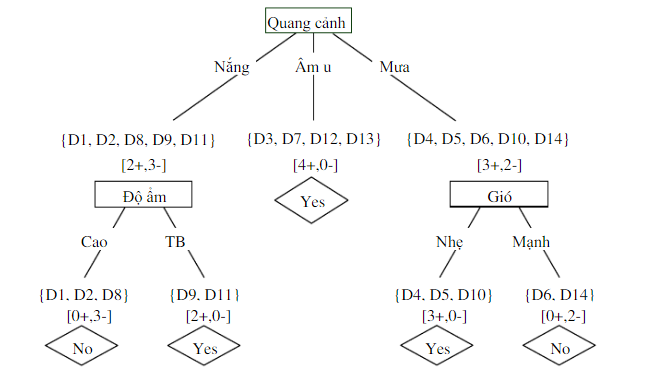 Quang cảnh
Nắng Âm u Mưa
{D1, D2, D8, D9, D11} {D3, D7, D12, D13} {D4, D5, D6, D10, D14}
[2+,3-] [4+,0-] [3+,2-]
Độ ẩm Yes Gió
Cao TB Nhẹ Mạnh
{D1, D2, D8} {D9, D11} {D4, D5, D10} {D6, D14}
[0+,3-] [2+,0-] [3+,0-] [0+,2-]
No Yes Yes No